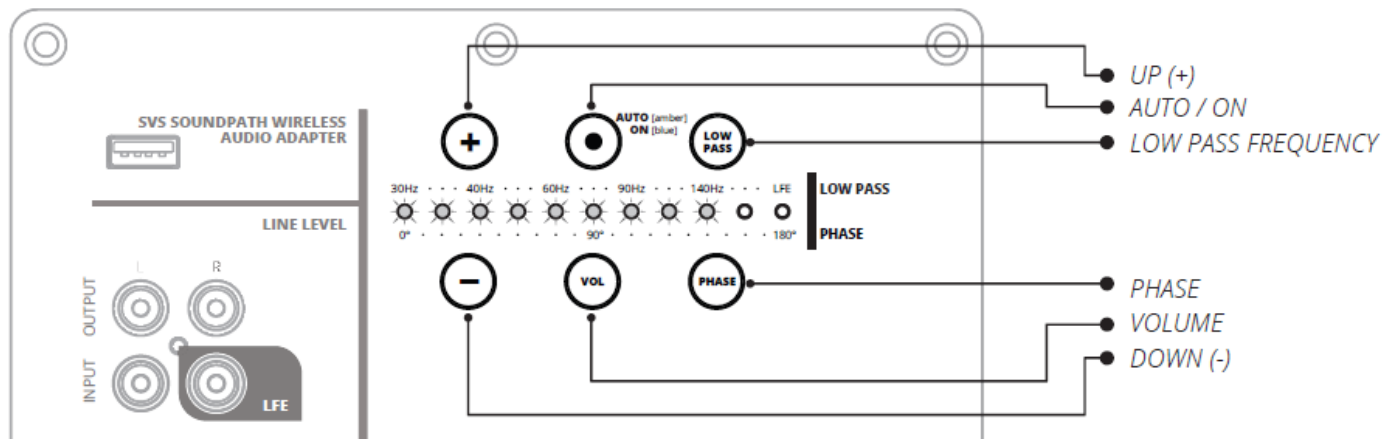 UP (+)
AUTO / ON
LOW PASS FREQUENCY
SVS SOUNDPATH WIRELESS
AUDIO ADAPTER
+
AUTO [amber]
ON [blue]
LOW
PASS
30Hz · · · 40Hz · · · 60Hz · · · 90Hz · · · 140Hz · · · LFE
LOW PASS
0° 90° 180°
PHASE
LINE LEVEL
L R
OUTPUT
INPUT
LFE
−
VOL
PHASE
PHASE
VOLUME
DOWN (-)